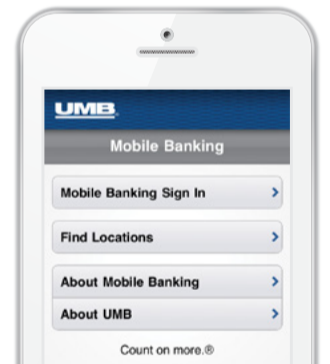 UMB
Mobile Banking
Mobile Banking Sign In
Find Locations
About Mobile Banking
About UMB
Count on more.®